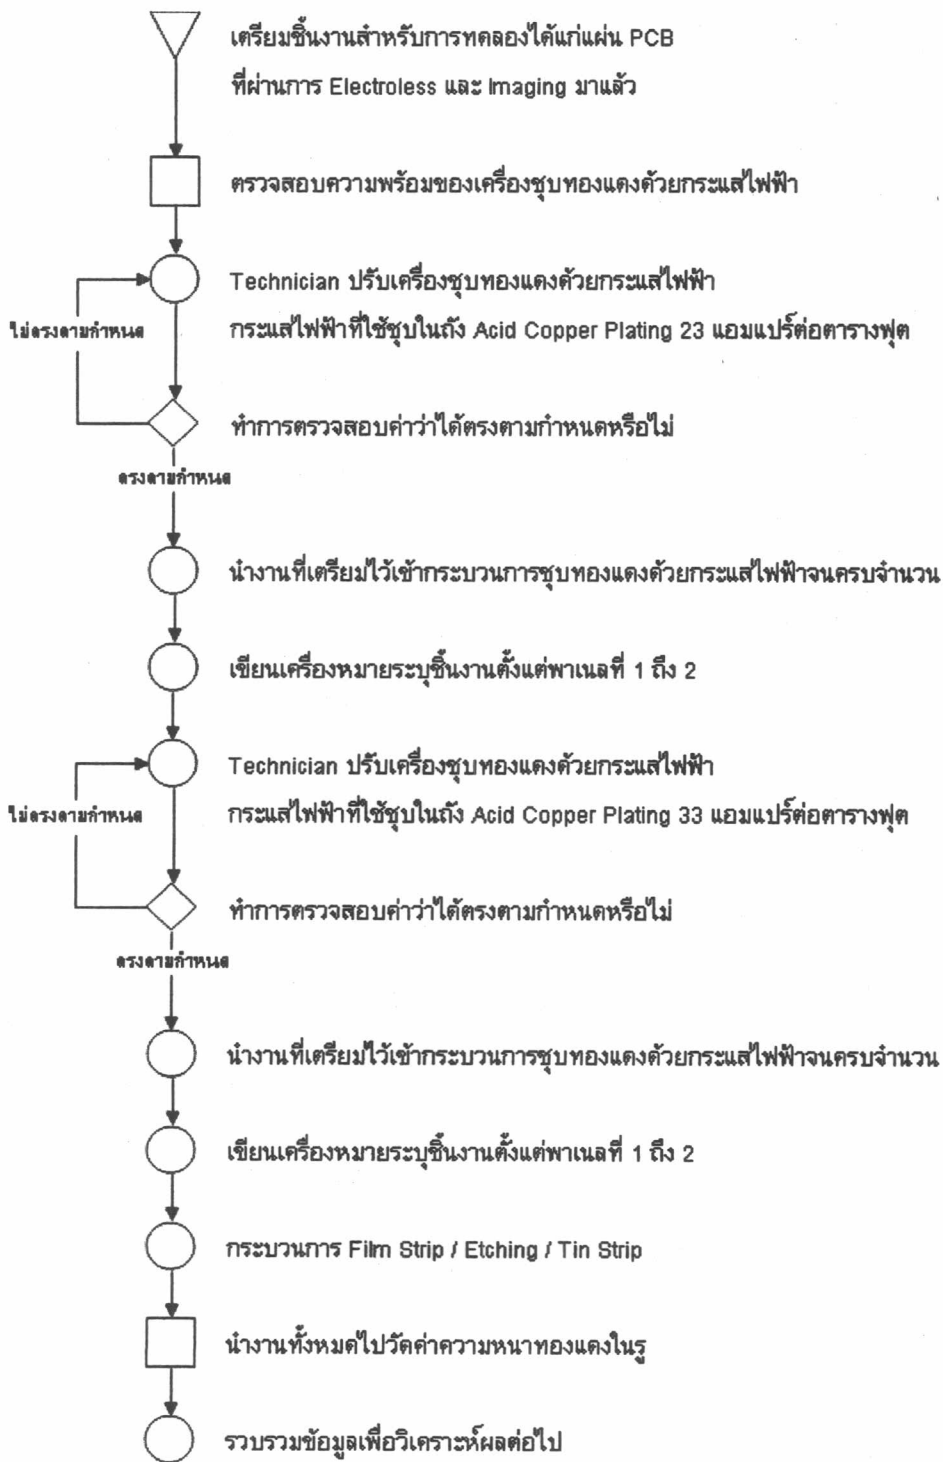 เตรียมชิ้นงานสำหรับการทดลองได้แก่แผ่น PCB
ที่ผ่านการ Electroless และ Imaging มาแล้ว
ตรวจสอบความพร้อมของเครื่องชุบทองแดงด้วยกระแสไฟฟ้า
Technician ปรับเครื่องชุบทองแดงด้วยกระแสไฟฟ้า
ไม่ตรงตามกำหนด
กระแสไฟฟ้าที่ใช้ชุบในถัง Acid Copper Plating 23 แอมแปร์ต่อตารางฟุต
ทำการตรวจสอบค่าว่าได้ตรงตามกำหนดหรือไม่
ตรงตามกำหนด
นำงานที่เตรียมไว้เข้ากระบวนการชุบทองแดงด้วยกระแสไฟฟ้าจนครบจำนวน
เขียนเครื่องหมายระบุชิ้นงานตั้งแต่พาเนลที่ 1 ถึง 2
Technician ปรับเครื่องชุบทองแดงด้วยกระแสไฟฟ้า
ไม่ตรงตามกำหนด
กระแสไฟฟ้าที่ใช้ชุบในถัง Acid Copper Plating 33 แอมแปร์ต่อตารางฟุต
ทำการตรวจสอบค่าว่าได้ตรงตามกำหนดหรือไม่
ตรงตามกำหนด
นำงานที่เตรียมไว้เข้ากระบวนการชุบทองแดงด้วยกระแสไฟฟ้าจนครบจำนวน
เขียนเครื่องหมายระบุชิ้นงานตั้งแต่พาเนลที่ 1 ถึง 2
กระบวนการ Film Strip / Etching / Tin Strip
นำงานทั้งหมดไปวัดค่าความหนาทองแดงในรู
รวบรวมข้อมูลเพื่อวิเคราะห์ผลต่อไป